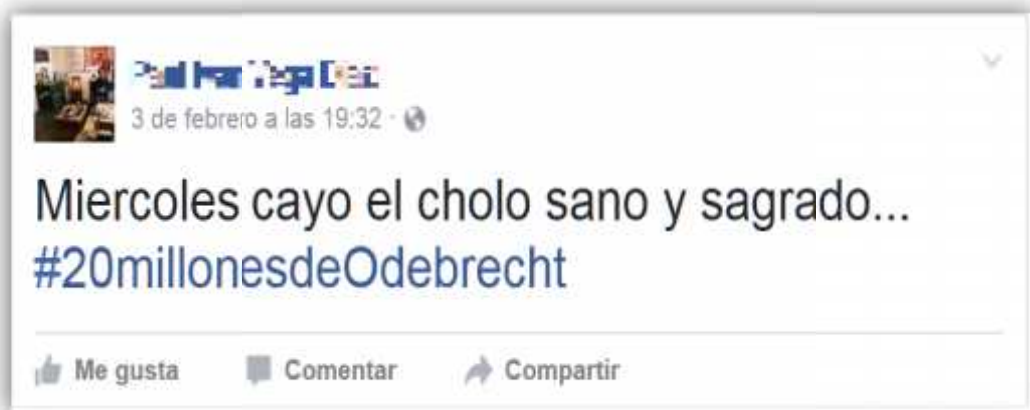 3 de febrero a las 19:32 ·
Miercoles cayo el cholo sano y sagrado...
#20millonesdeOdebrecht
Me gusta Comentar Compartir